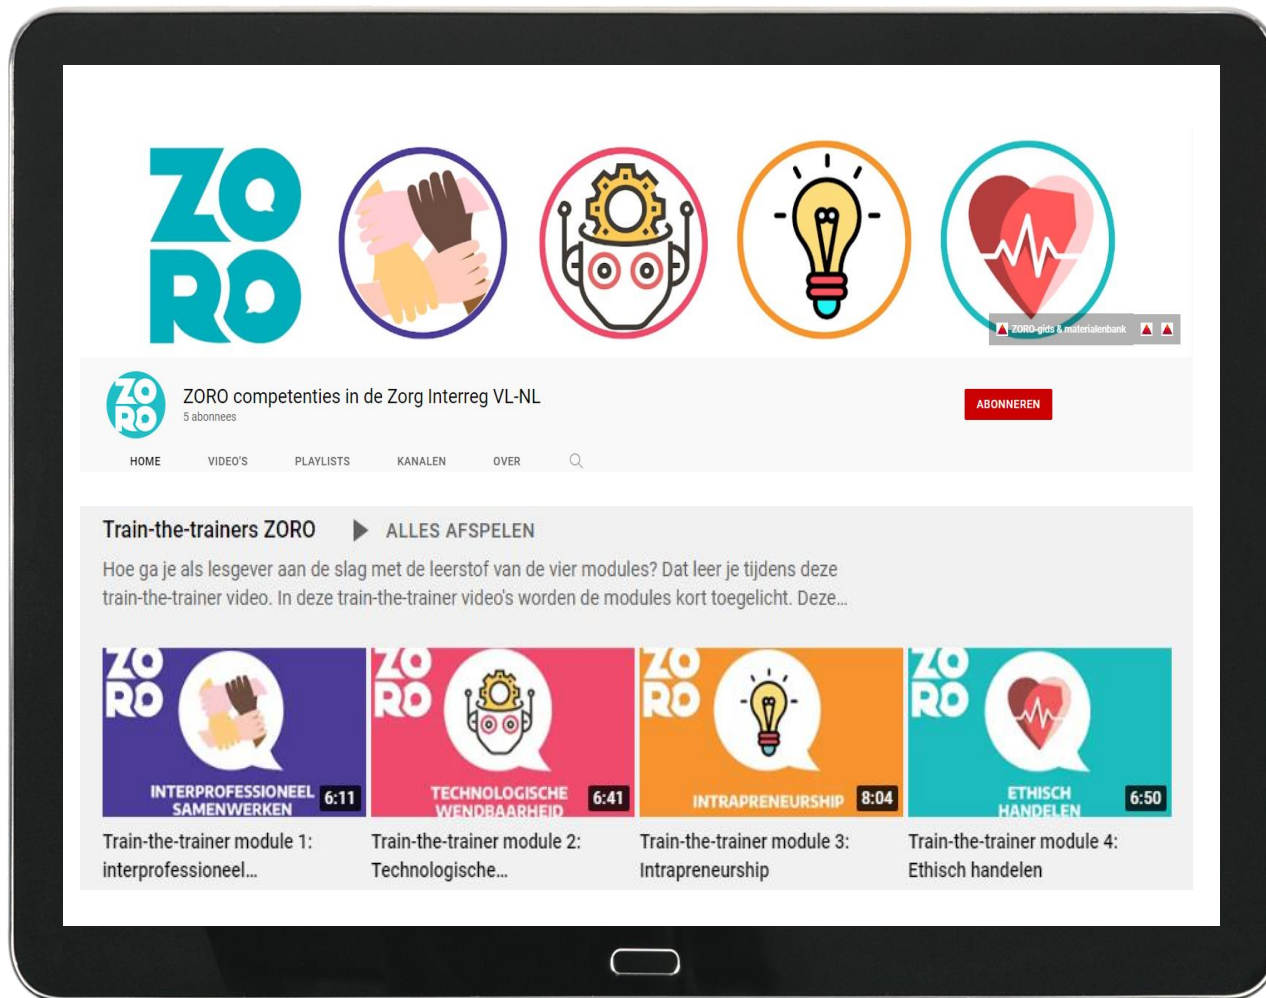 ZO
RO
ZORO-gids & materialenbank
ZO
RO
ZORO competenties in de Zorg Interreg VL-NL
5 abonnees
ABONNEREN
HOME VIDEO'S PLAYLISTS KANALEN OVER
Train-the-trainers ZORO ALLES AFSPELEN
Hoe ga je als lesgever aan de slag met de leerstof van de vier modules? Dat leer je tijdens deze
train-the-trainer video. In deze train-the-trainer video's worden de modules kort toegelicht. Deze...
ZO
RO
INTERPROFESSIONEEL
SAMENWERKEN
6:11
ZO
RO
TECHNOLOGISCHE
WENDBAARHEID
6:41
ZO
RO
INTRAPRENEURSHIP
8:04
ZO
RO
ETHISCH
HANDELEN
6:50
Train-the-trainer module 1:
interprofessioneel...
Train-the-trainer module 2:
Technologische...
Train-the-trainer module 3:
Intrapreneurship
Train-the-trainer module 4:
Ethisch handelen